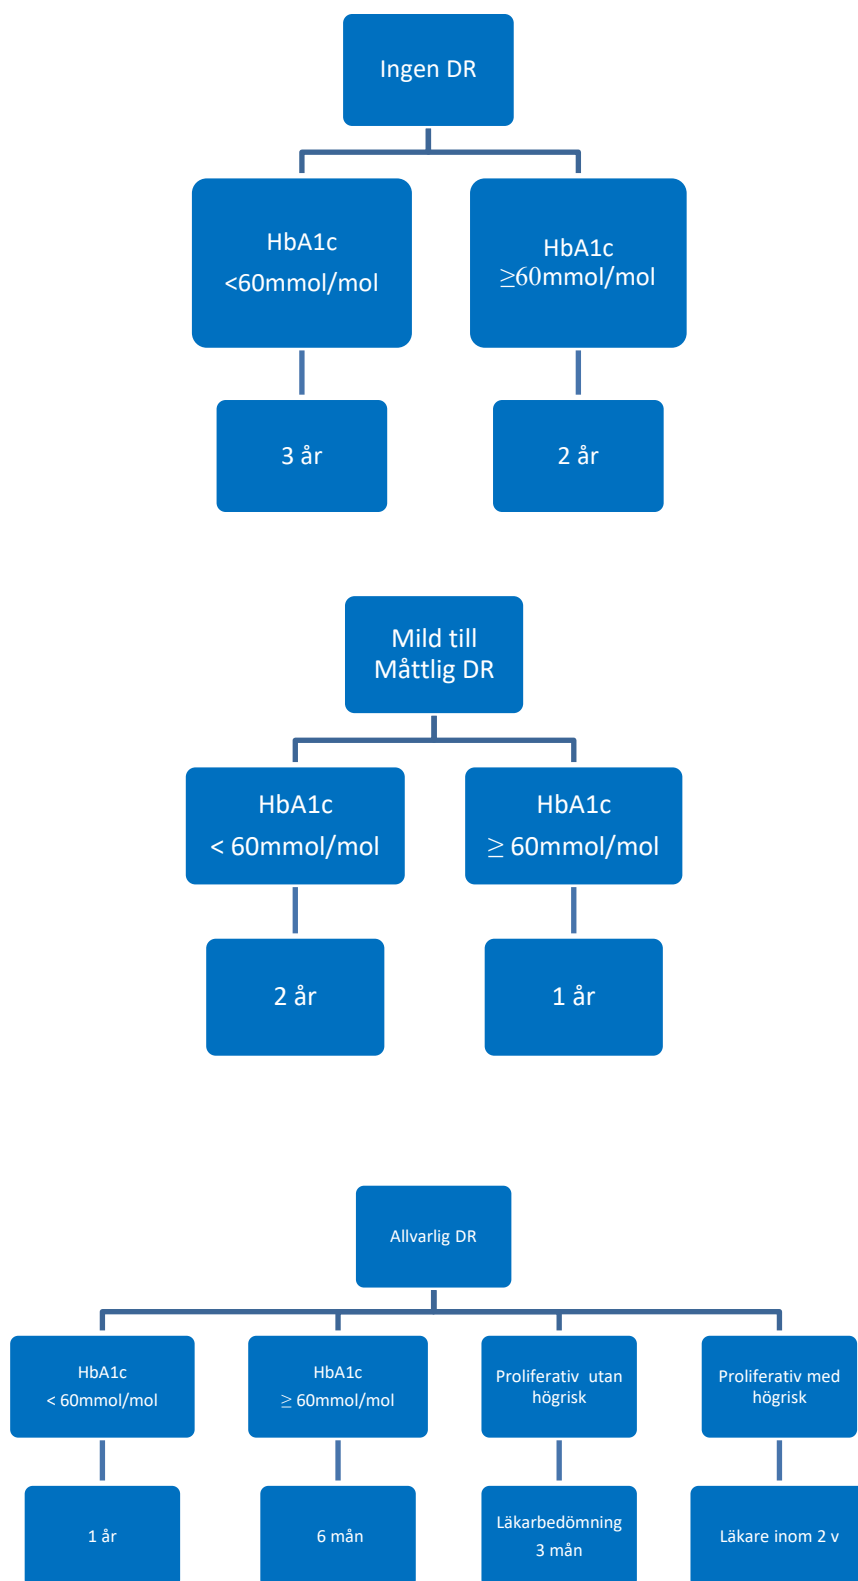 Ingen DR
HbA1c
<60mmol/mol
HbA1c
≥60mmol/mol
3 år
2 år
Mild till
Måttlig DR
HbA1c
< 60mmol/mol
HbA1c
≥ 60mmol/mol
2 år
1 år
Allvarlig DR
HbA1c
< 60mmol/mol
HbA1c
≥ 60mmol/mol
Proliferativ utan
högrisk
Proliferativ med
högrisk
1 år
6 mån
Läkarbedömning
3 mån
Läkare inom 2 v